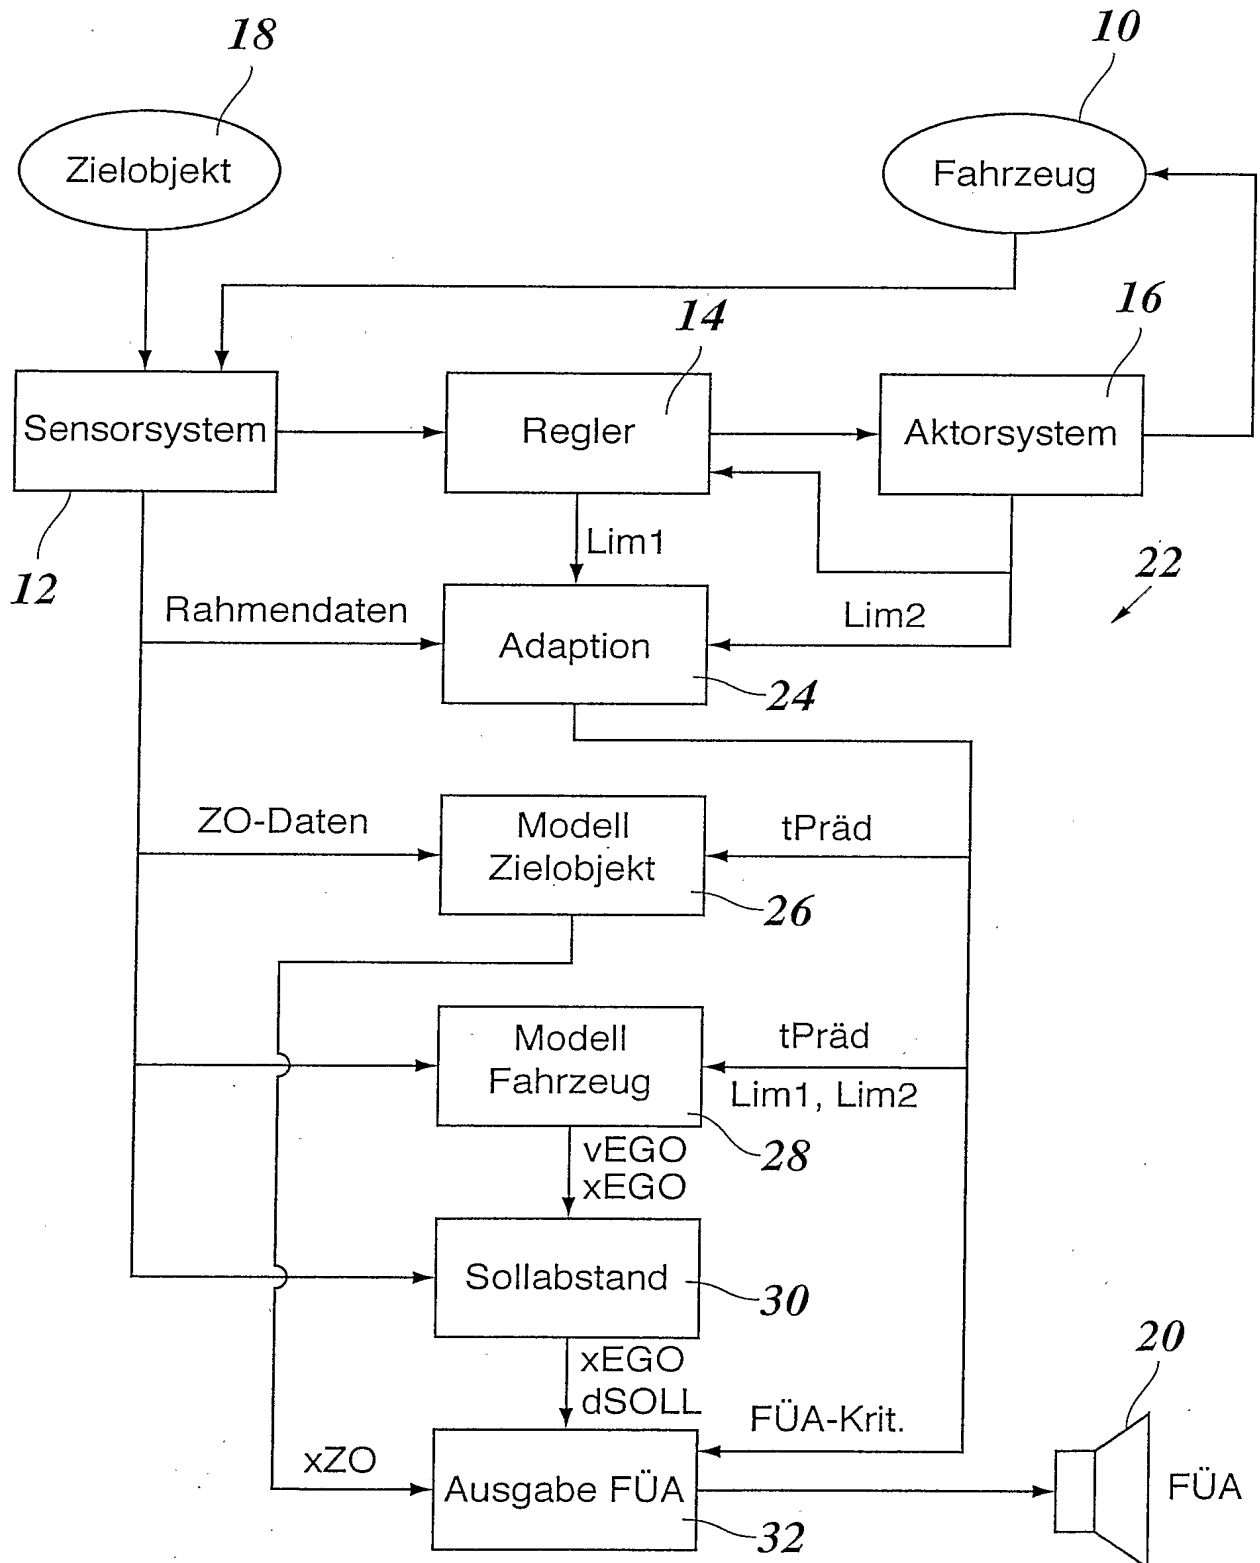 18
10
Zielobjekt
Fahrzeug
14
16
Sensorsystem
Regler
Aktorsystem
12
Lim1
22
Rahmendaten
Adaption
Lim2
24
ZO-Daten
Modell
Zielobjekt
tPräd
26
Modell
Fahrzeug
tPräd
Lim1, Lim2
28
vEGO
xEGO
Sollabstand
30
xEGO
dSOLL
20
FÜA-Krit.
xZO
Ausgabe FÜA
FÜA
32